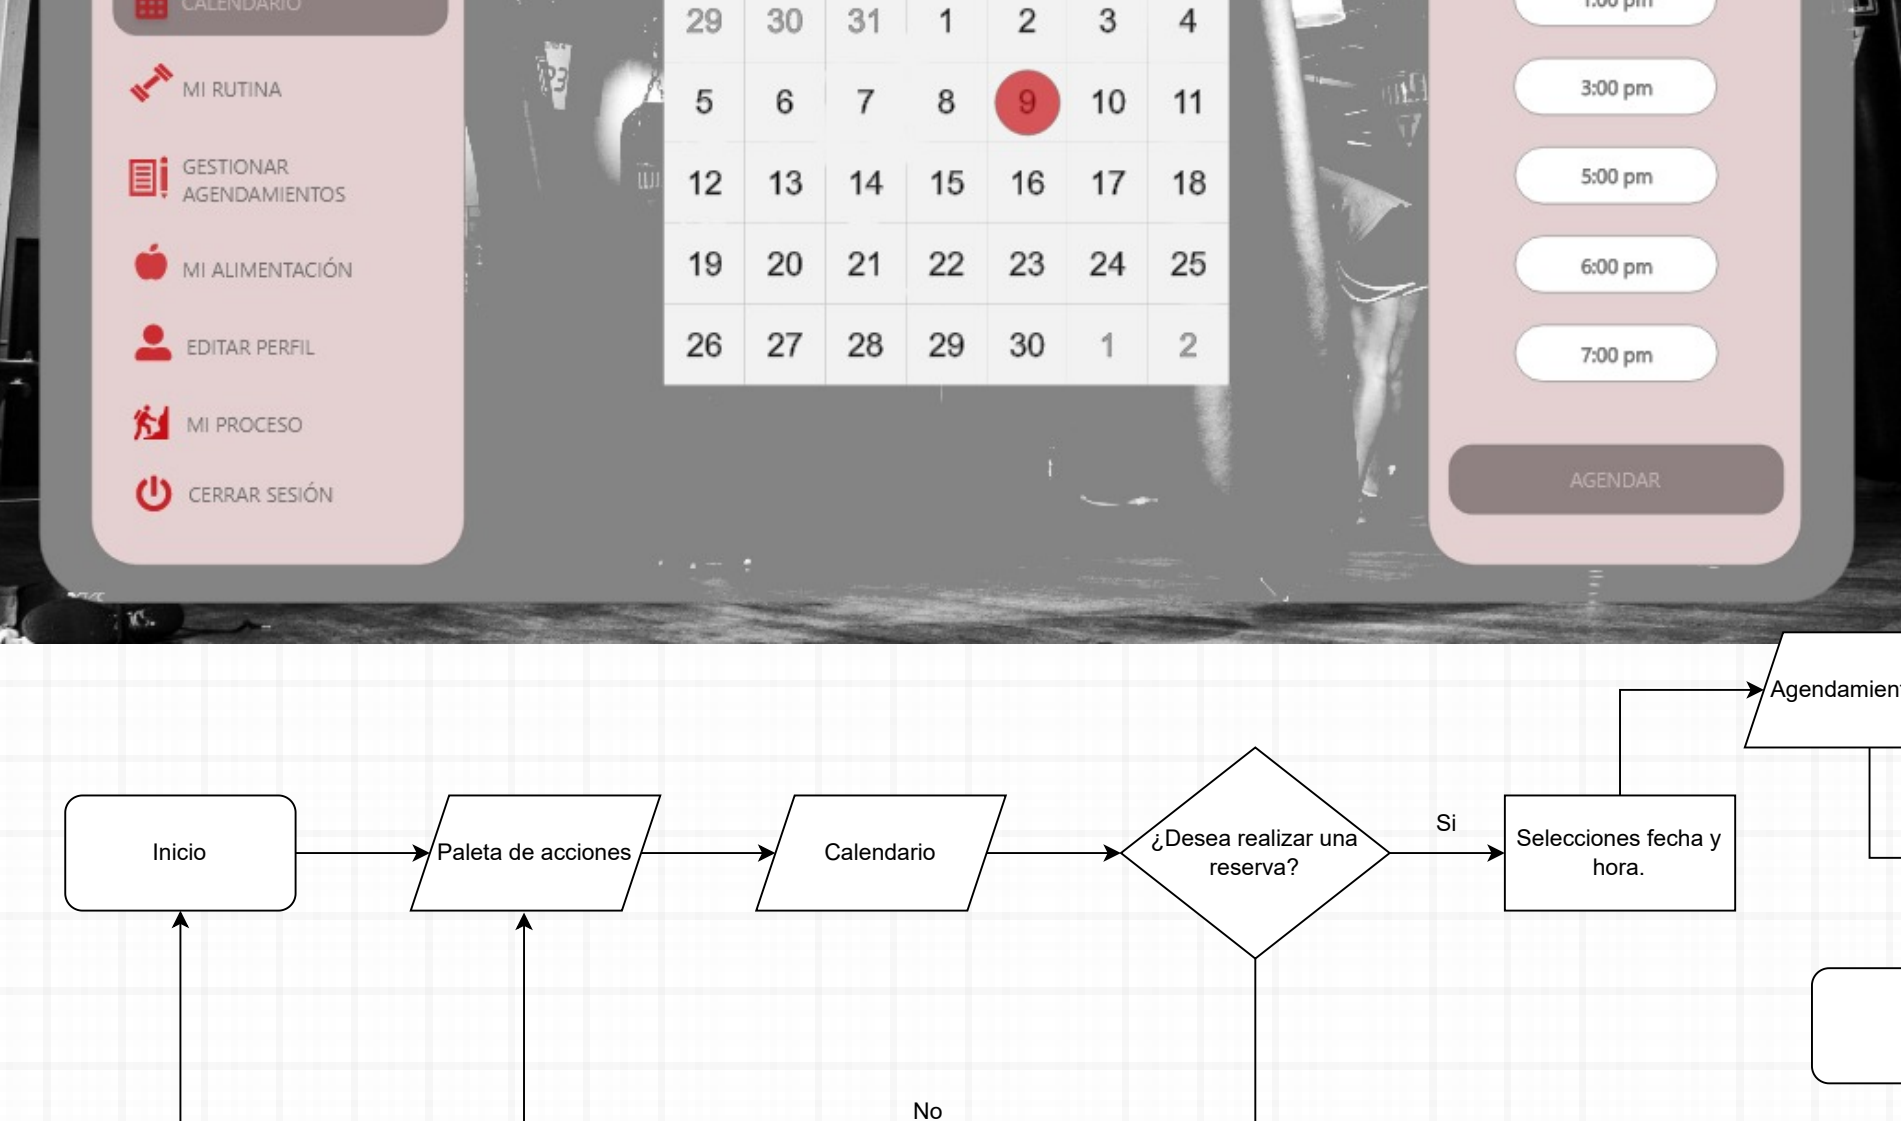 CALENDARIO
MI RUTINA
GESTIONAR
AGENDAMIENTOS
MI ALIMENTACIÓN
EDITAR PERFIL
MI PROCESO
CERRAR SESIÓN
29 30 31 1 2 3 4
5 6 7 8 9 10 11
12 13 14 15 16 17 18
19 20 21 22 23 24 25
26 27 28 29 30 1 2
1:00 pm
3:00 pm
5:00 pm
6:00 pm
7:00 pm
AGENDAR
Inicio
Paleta de acciones
Calendario
¿Desea realizar una
reserva?
Si
Selecciones fecha y
hora.
No